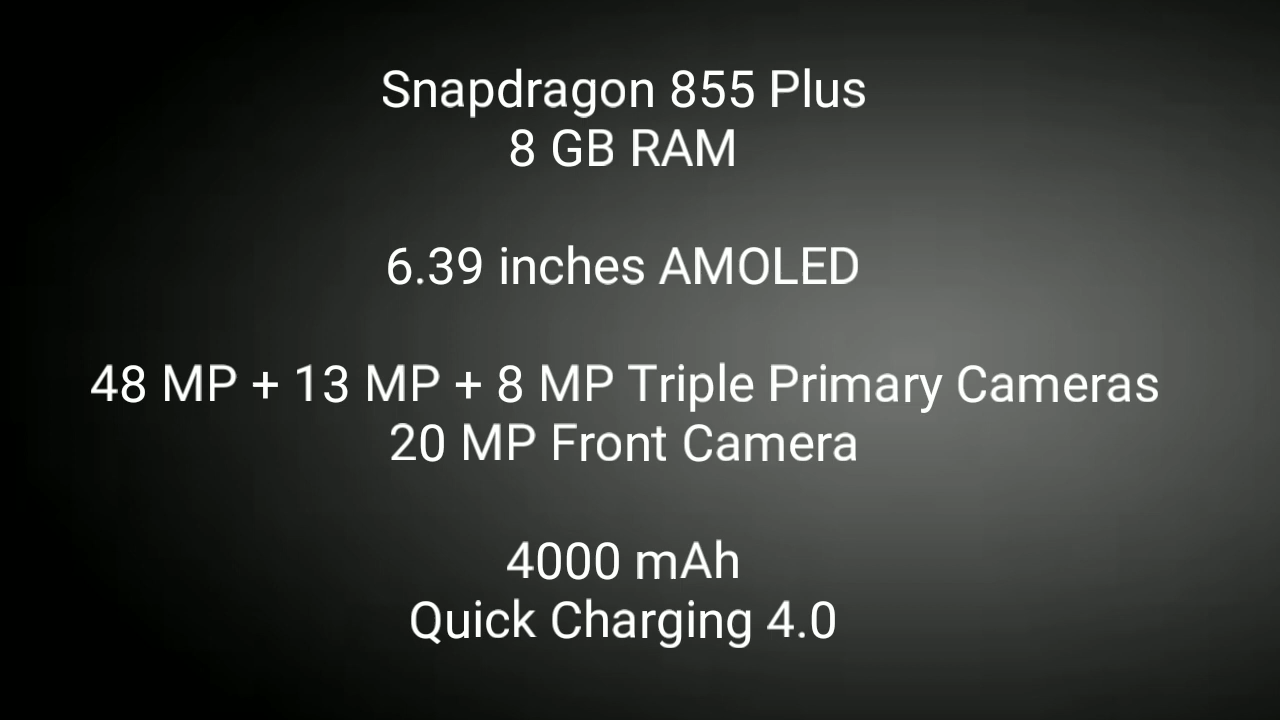 Snapdragon 855 Plus
8 GB RAM
6.39 inches AMOLED
48 MP + 13 MP + 8 MP Triple Primary Cameras
20 MP Front Camera
4000 mAh
Quick Charging 4.0